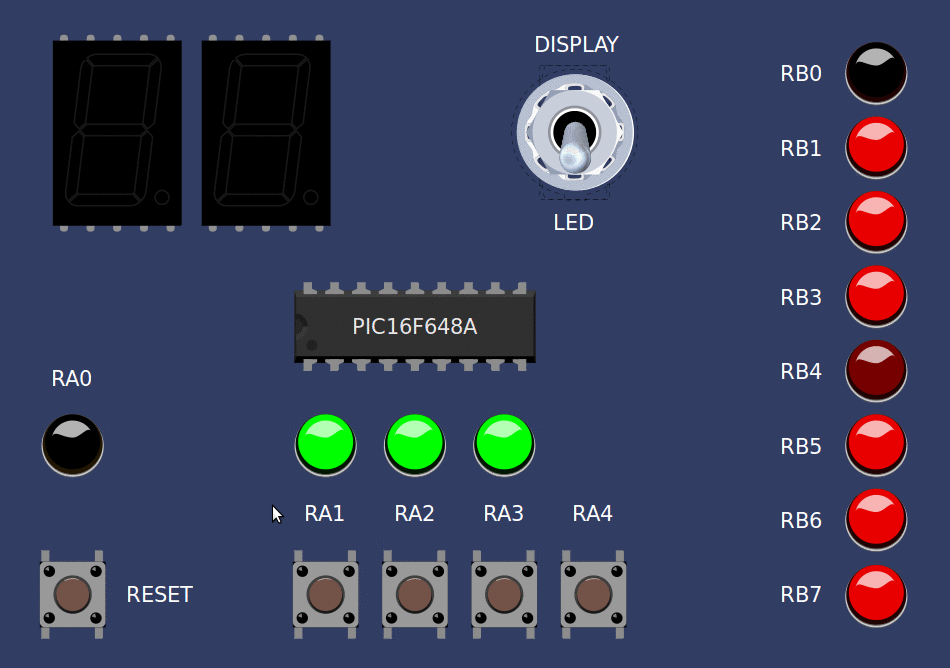 DISPLAY
LED
PIC16F648A
RA0
RA1
RA2
RA3
RA4
RESET
RB0
RB1
RB2
RB3
RB4
RB5
RB6
RB7